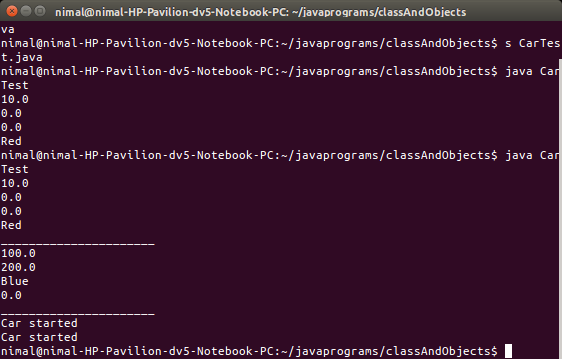 nimal@nimal-HP-Pavilion-dv5-Notebook-PC: ~/javaprograms/classAndObjects
va
nimal@nimal-HP-Pavilion-dv5-Notebook-PC:~/javaprograms/classAndObjects$ s CarTes
t.java
nimal@nimal-HP-Pavilion-dv5-Notebook-PC:~/javaprograms/classAndObjects$ java Car
Test
10.0
0.0
0.0
Red
nimal@nimal-HP-Pavilion-dv5-Notebook-PC:~/javaprograms/classAndObjects$ java Car
Test
10.0
0.0
0.0
Red
______________________
100.0
200.0
Blue
0.0
______________________
Car started
Car started
nimal@nimal-HP-Pavilion-dv5-Notebook-PC:~/javaprograms/classAndObjects$